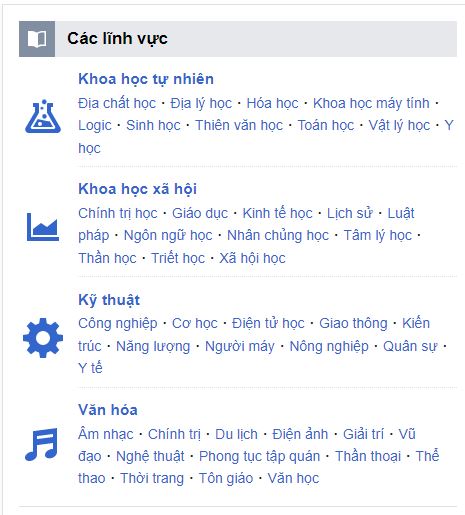 Các lĩnh vực
Khoa học tự nhiên
Địa chất học · Địa lý học · Hóa học · Khoa học máy tính ·
Logic · Sinh học · Thiên văn học · Toán học · Vật lý học · Y
học
Khoa học xã hội
Chính trị học · Giáo dục · Kinh tế học · Lịch sử · Luật
pháp · Ngôn ngữ học · Nhân chủng học · Tâm lý học ·
Thần học · Triết học · Xã hội học
Kỹ thuật
Công nghiệp · Cơ học · Điện tử học · Giao thông · Kiến
trúc · Năng lượng · Người máy · Nông nghiệp · Quân sự ·
Y tế
Văn hóa
Âm nhạc · Chính trị · Du lịch · Điện ảnh · Giải trí · Vũ
đạo · Nghệ thuật · Phong tục tập quán · Thần thoại · Thể
thao · Thời trang · Tôn giáo · Văn học